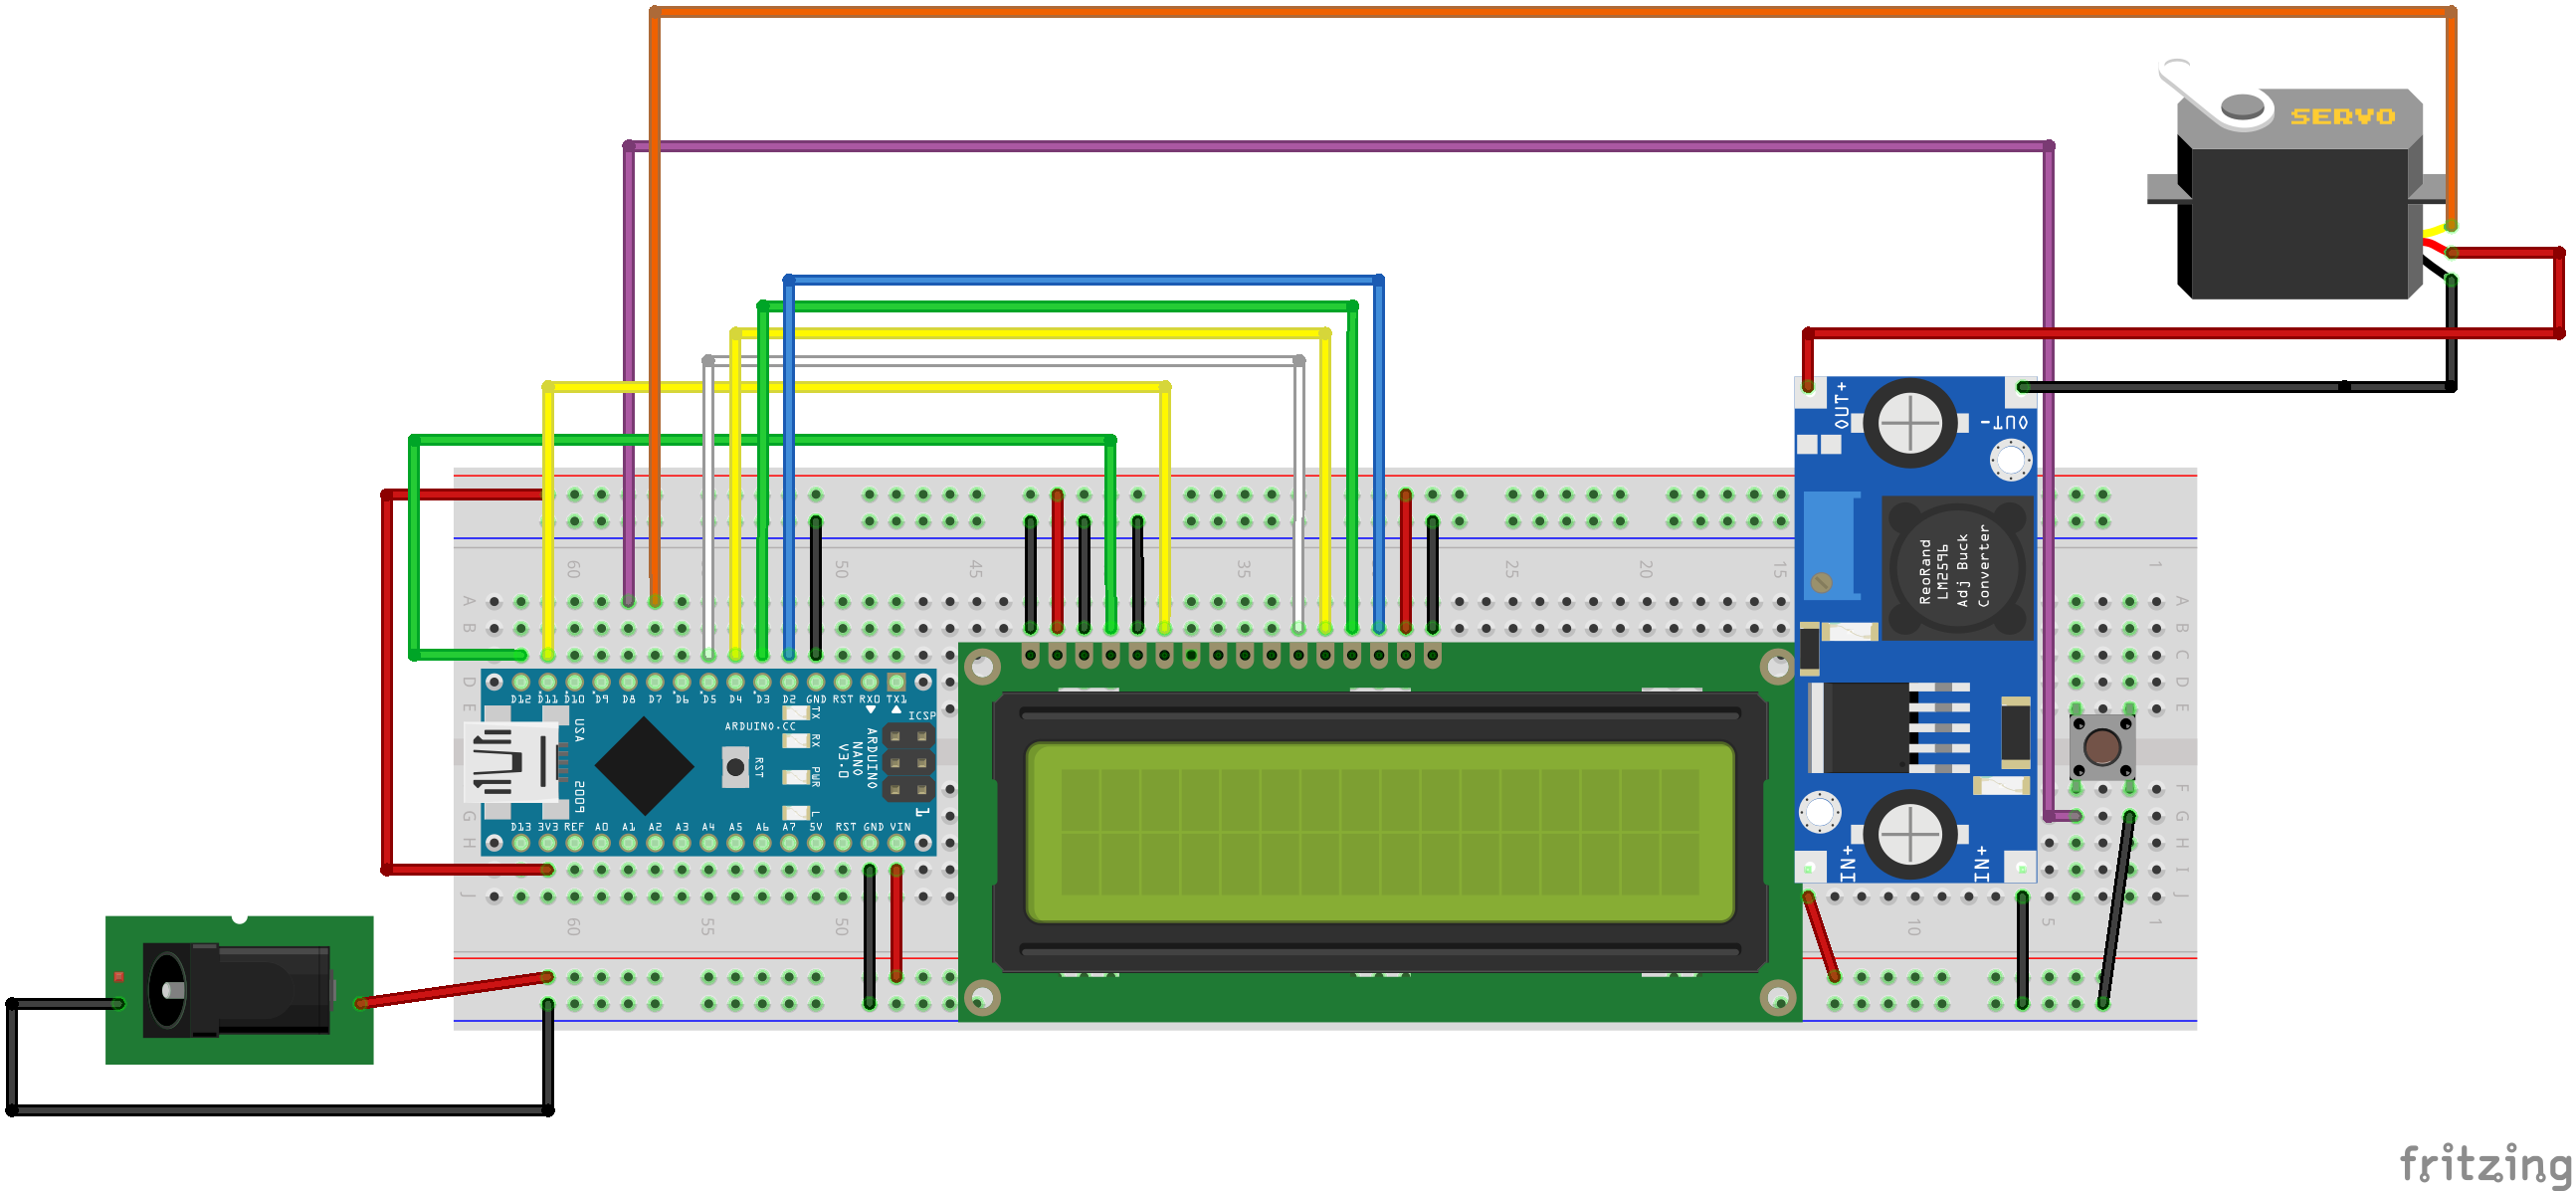 SERVO
OUT+
OUT-
ReoRand
LM2596
Adj Buck
Converter
60
50
45
35
25
20
15
1
A A
B B
C
D D
E E
D12 D11 D10 D9 D8 D7 D6 D5 D4 D3 D2 GND RST RX0 TX1
TX
ICSP
ARDUINO.CC
USA
RX
ARDUINO
NANO
V3.0
RST
PWR
2009
L
1
F
G G
H H
I
J J
D13 3V3 REF A0 A1 A2 A3 A4 A5 A6 A7 5V RST GND VIN
IN+
IN+
60
55
50
10
5
1
fritzing